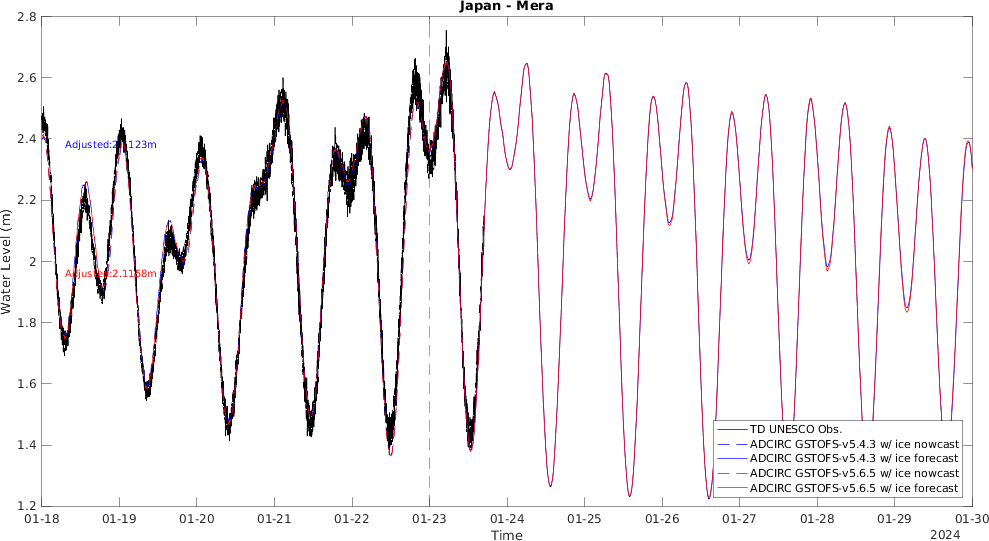 Japan - Mera
2.8
2.6
2.4
2.2
2
1.8
1.6
1.4
1.2
Water Level (m)
Adjusted:2.1158m
TD UNESCO Obs.
ADCIRC GSTOFS-v5.4.3 w/ ice nowcast
ADCIRC GSTOFS-v5.4.3 w/ ice forecast
ADCIRC GSTOFS-v5.6.5 w/ ice nowcast
ADCIRC GSTOFS-v5.6.5 w/ ice forecast
01-18 01-19 01-20 01-21 01-22 01-23 01-24 01-25 01-26 01-27 01-28 01-29 01-30
Time
2024